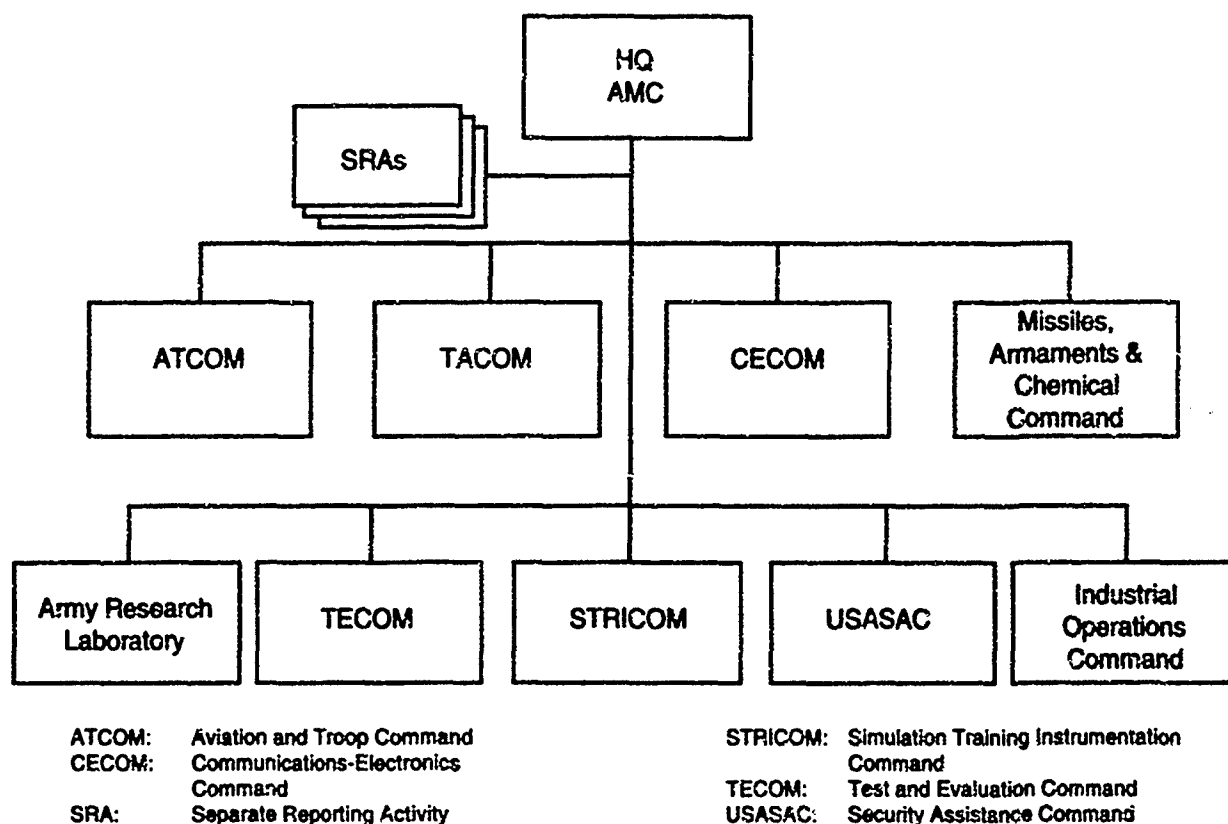 HQ
AMC
SRAs
ATCOM
TACOM
CECOM
Missiles,
Armaments &
Chemical
Command
Army Research
Laboratory
TECOM
STRICOM
USASAC
Industrial
Operations
Command
ATCOM: Aviation and Troop Command
CECOM: Communications-Electronics
Command
SRA: Separate Reporting Activity
STRICOM: Simulation Training Instrumentation
Command
TECOM: Test and Evaluation Command
USASAC: Security Assistance Command